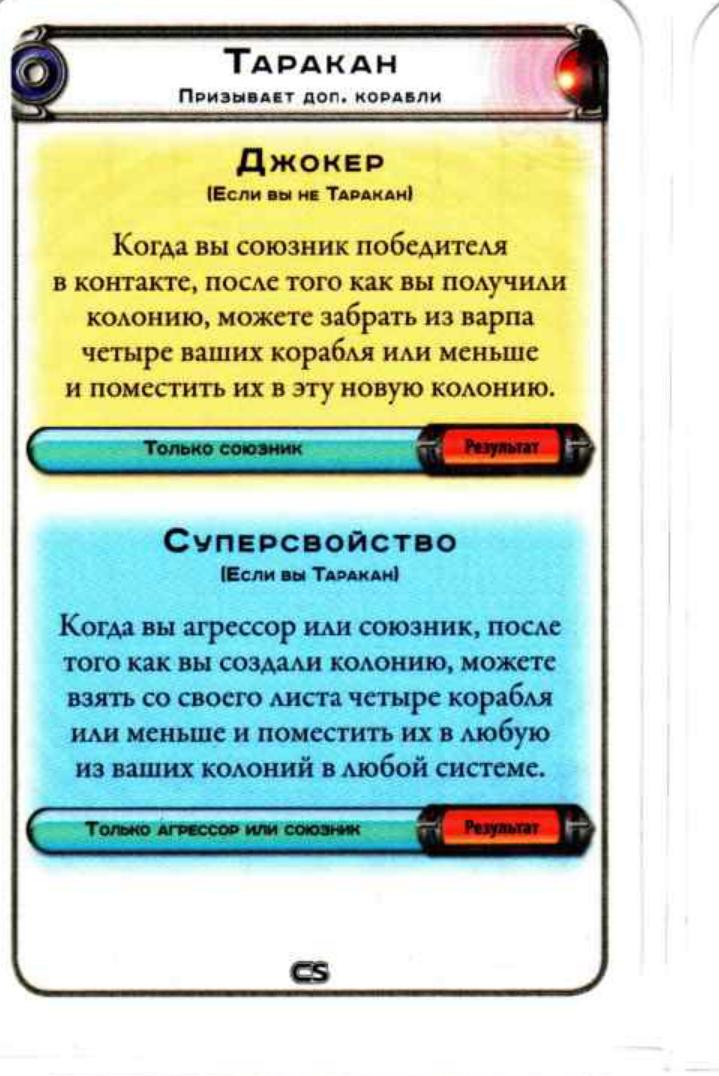 Таракан
Призывает доп. корабли
Джокер
(Если вы не Таракан)
Когда вы союзник победителя
в контакте, после того как вы получили
колонию, можете забрать из варпа
четыре ваших корабля или меньше
и поместить их в эту новую колонию.
Только союзник Результат
Суперсвойство
(Если вы Таракан)
Когда вы агрессор или союзник, после
того как вы создали колонию, можете
взять со своего листа четыре корабля
или меньше и поместить их в любую
из ваших колоний в любой системе.
Только агрессор или союзник Результат
CS